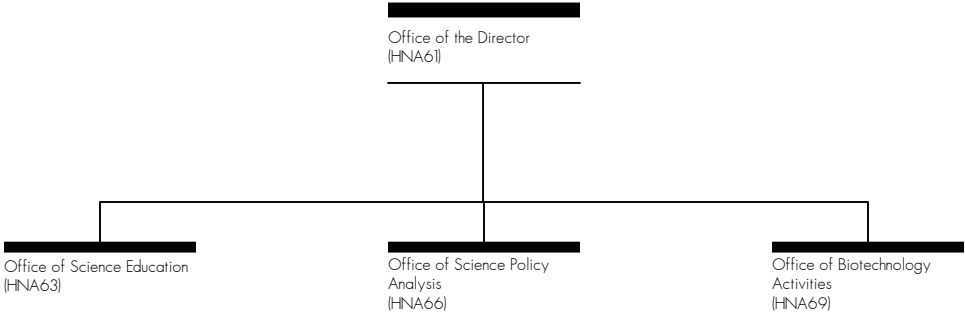 Office of the Director
(HNA61)
Office of Science Education
(HNA63)
Office of Science Policy
Analysis
(HNA66)
Office of Biotechnology
Activities
(HNA69)